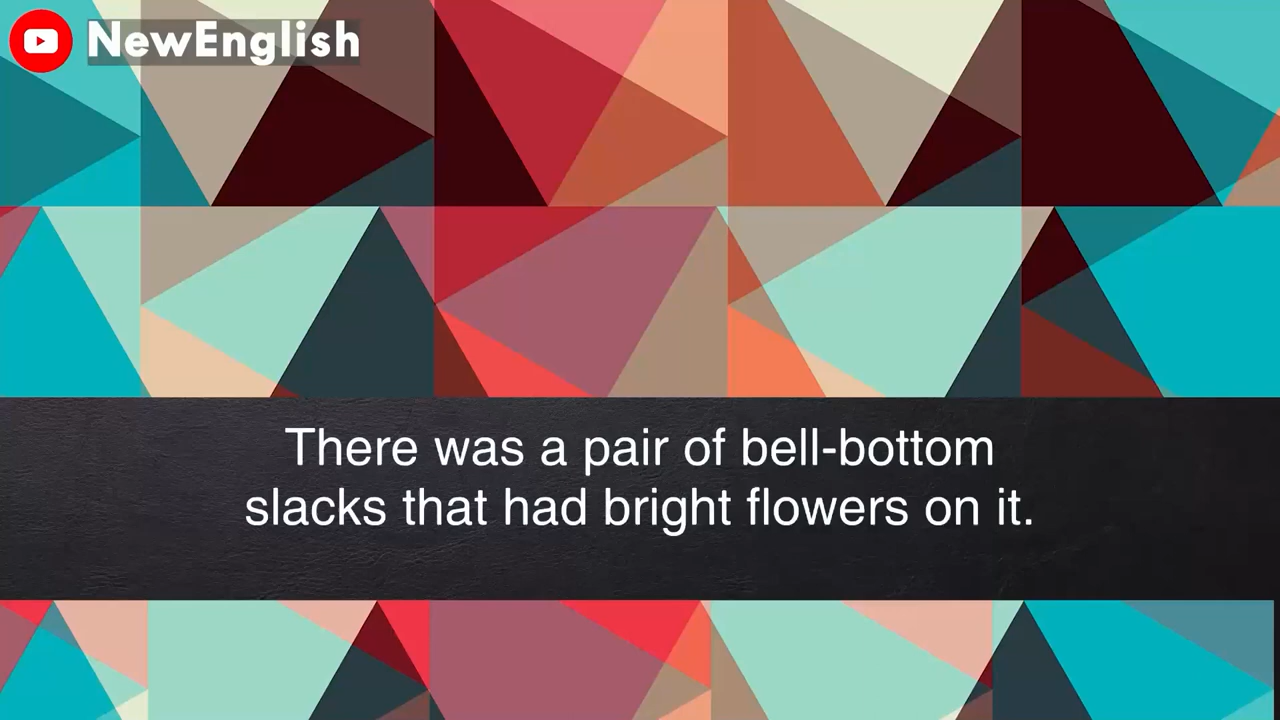 NewEnglish
There was a pair of bell-bottom
slacks that had bright flowers on it.